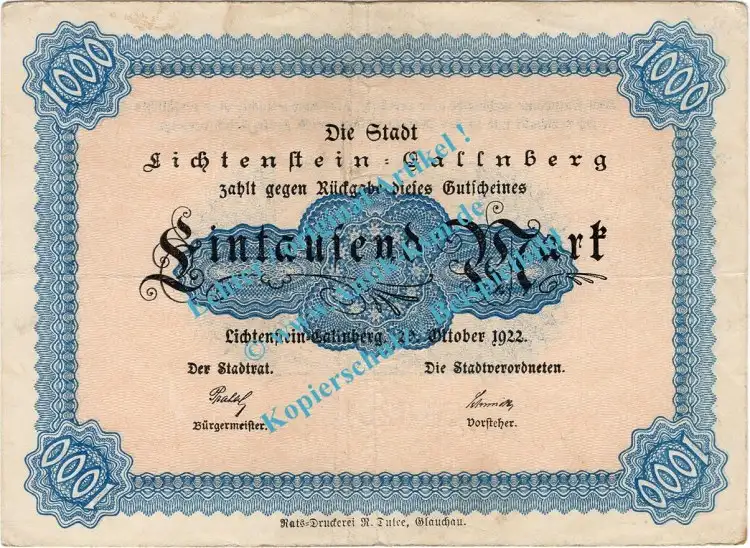 1000
1000
Die Stadt
Lichtenstein-Callnberg
zahlt gegen Rückgabe dieses Gutscheines
Eintausend Mark
Lichtenstein-Callnberg, Oktober 1922.
Der Stadtrat. Die Stadtverordneten.
Bürgermeister. Vorsteher.
1000
1000
Rats-Druckerei R. Dulce, Glauchau.
Kopierschutz